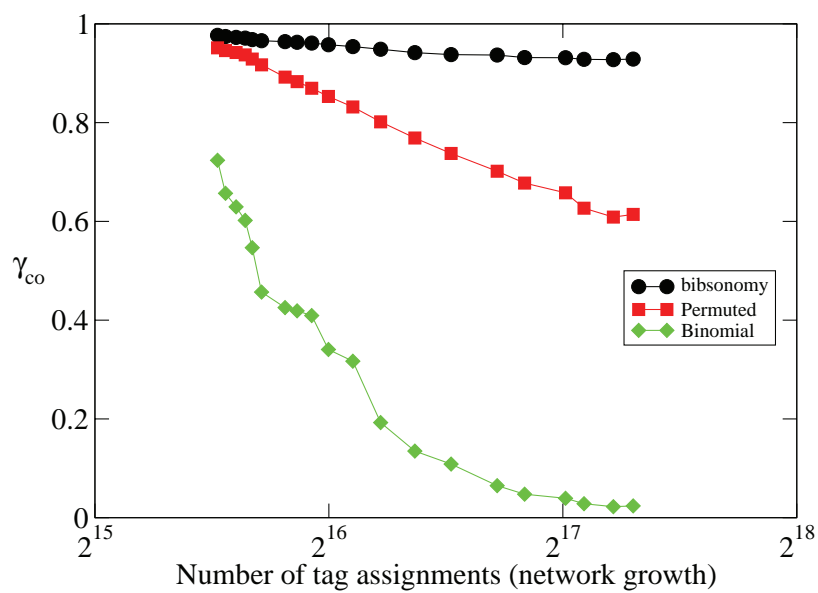 1
0.8
0.6
0.4
0.2
0
γco
2^15
2^16
2^17
2^18
Number of tag assignments (network growth)
bibsonomy
Permuted
Binomial